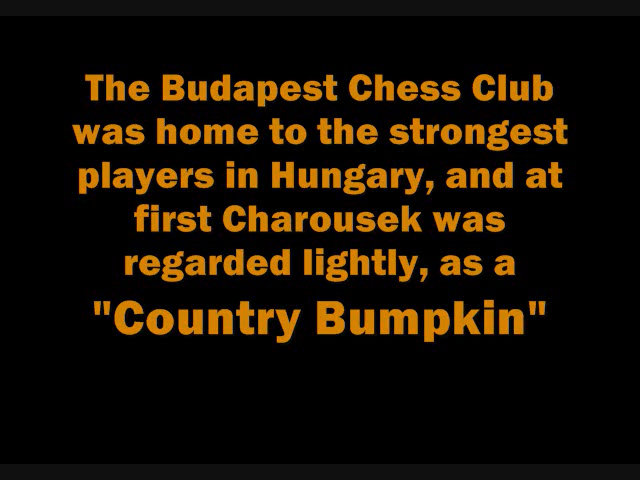 The Budapest Chess Club
was home to the strongest
players in Hungary, and at
first Charousek was
regarded lightly, as a
"Country Bumpkin"